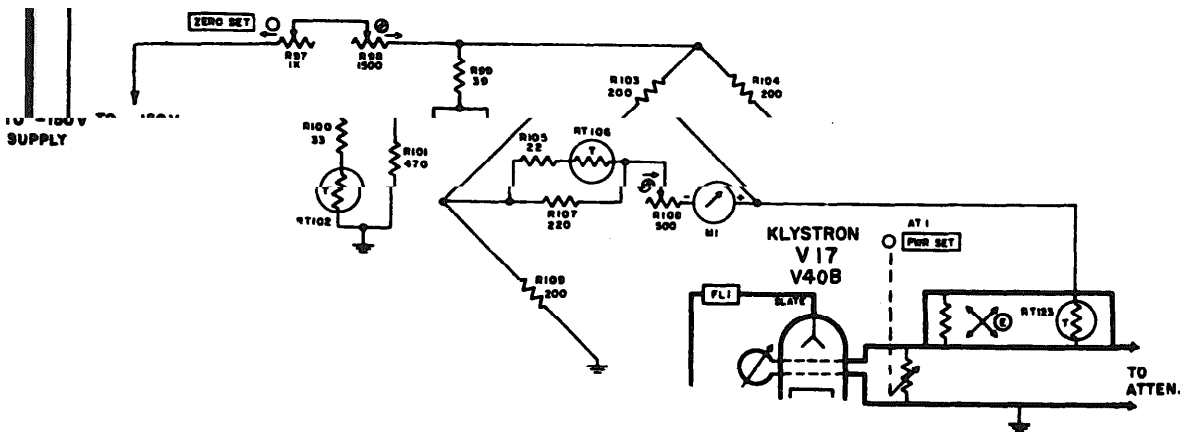 ZERO SET
R97
1K
R98
1500
R99
39
R103
200
R104
200
SUPPLY
R100
33
RT102
R101
470
R105
22
RT106
T
T
R107
220
R108
500
-
+
M1
R109
200
KLYSTRON
V17
V40B
AT1
PWR SET
FL1
SLATE
E
RT123
T
TO
ATTEN.